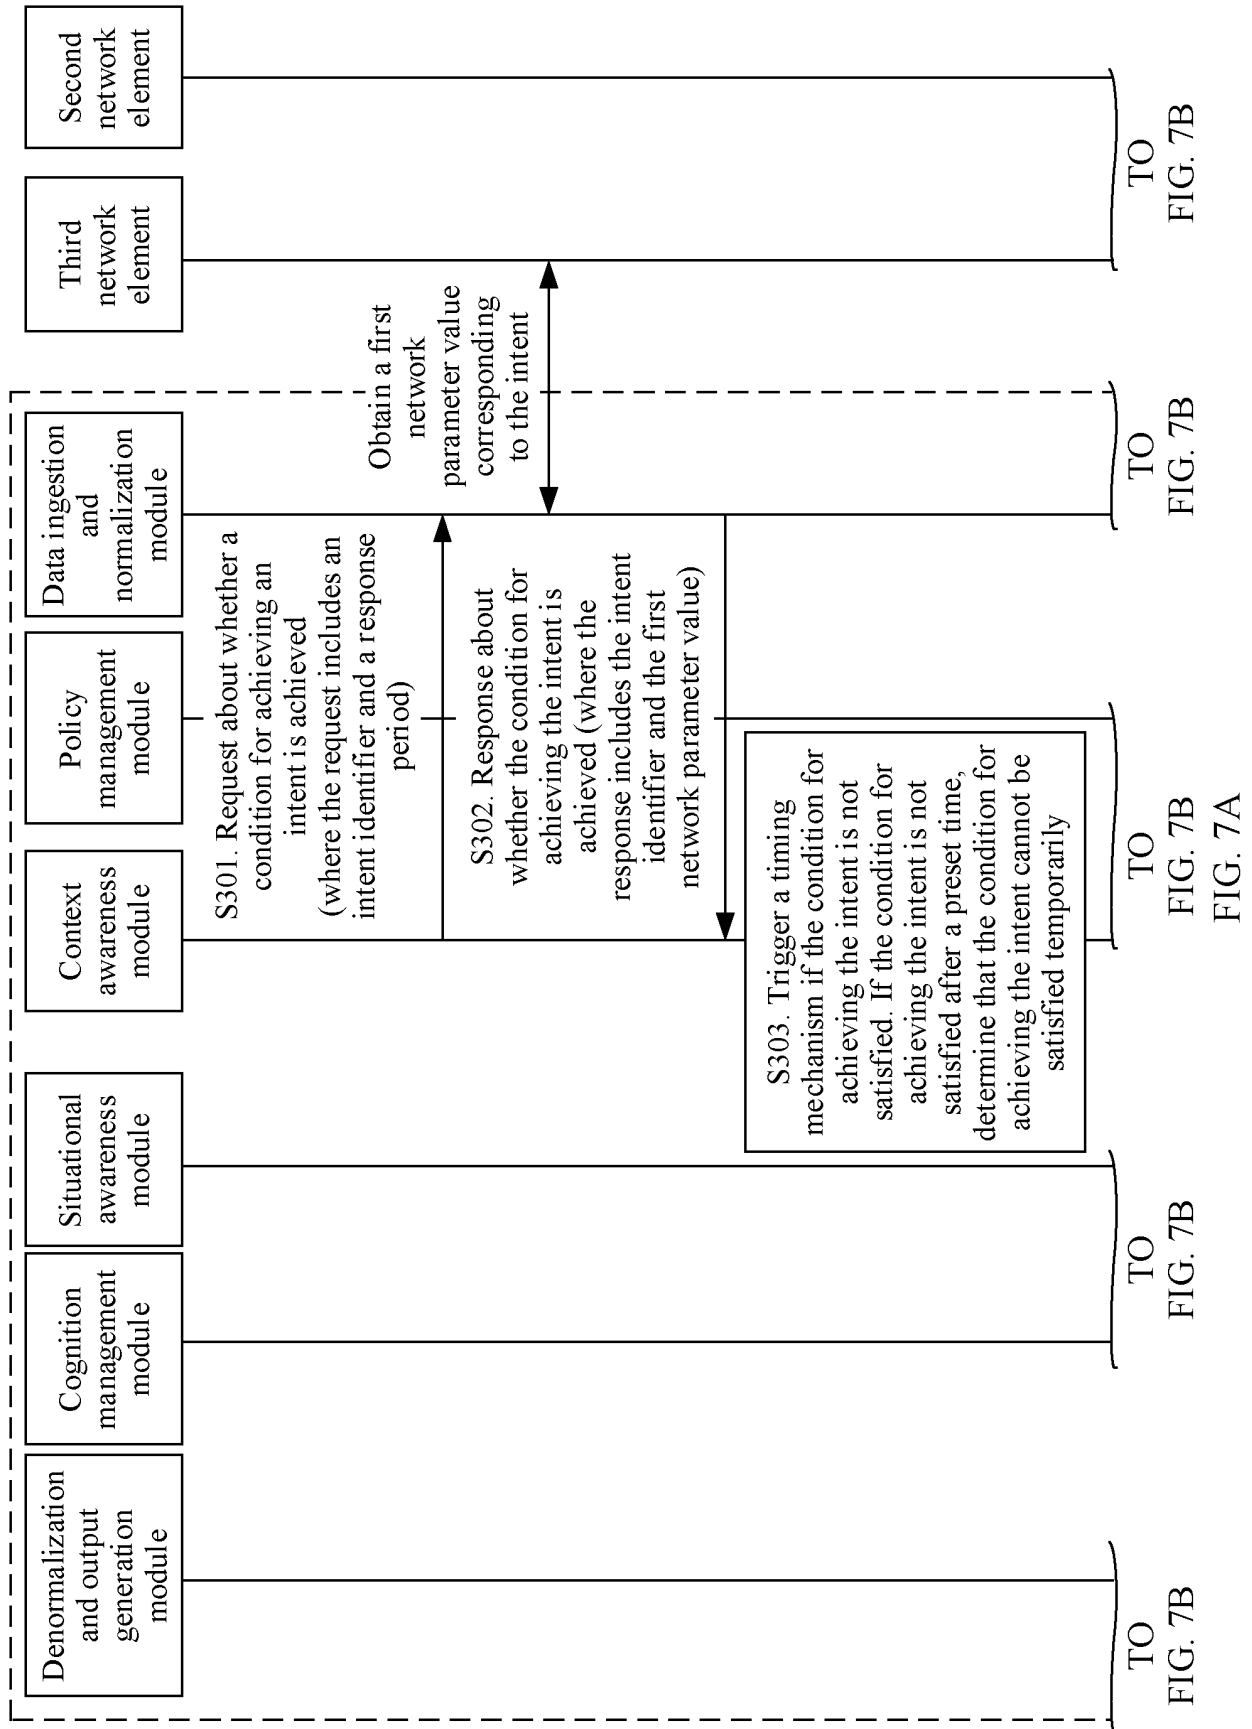 Denormalization
and output
generation
module
Cognition
management
module
Situational
awareness
module
Context
awareness
module
Policy
management
module
Data ingestion
and
normalization
module
Third
network
element
Second
network
element
S301. Request about whether a
condition for achieving an
intent is achieved
(where the request includes an
intent identifier and a response
period)
Obtain a first
network
parameter value
corresponding
to the intent
S302. Response about
whether the condition for
achieving the intent is
achieved (where the
response includes the intent
identifier and the first
network parameter value)
S303. Trigger a timing
mechanism if the condition for
achieving the intent is not
satisfied. If the condition for
achieving the intent is not
satisfied after a preset time,
determine that the condition for
achieving the intent cannot be
satisfied temporarily
TO
FIG. 7B
TO
FIG. 7B
TO
FIG. 7B
TO
FIG. 7B
TO
FIG. 7B
FIG. 7A